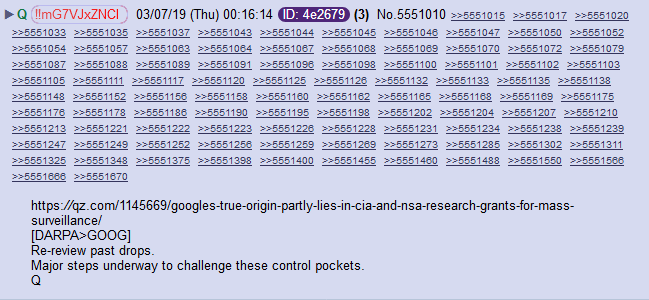 ▶ Q !!mG7VJxZNCI 03/07/19 (Thu) 00:16:14 ID: 4e2679 (3) No.5551010 >>5551015 >>5551017 >>5551020
>>5551033 >>5551035 >>5551037 >>5551043 >>5551044 >>5551045 >>5551046 >>5551047 >>5551050 >>5551052
>>5551054 >>5551057 >>5551063 >>5551064 >>5551067 >>5551068 >>5551069 >>5551070 >>5551072 >>5551079
>>5551087 >>5551088 >>5551089 >>5551091 >>5551096 >>5551098 >>5551100 >>5551101 >>5551102 >>5551103
>>5551105 >>5551111 >>5551117 >>5551120 >>5551125 >>5551126 >>5551132 >>5551133 >>5551135 >>5551138
>>5551148 >>5551152 >>5551156 >>5551158 >>5551160 >>5551162 >>5551165 >>5551168 >>5551169 >>5551175
>>5551176 >>5551178 >>5551186 >>5551190 >>5551195 >>5551198 >>5551202 >>5551204 >>5551207 >>5551210
>>5551213 >>5551221 >>5551222 >>5551223 >>5551226 >>5551228 >>5551231 >>5551234 >>5551238 >>5551239
>>5551247 >>5551249 >>5551252 >>5551256 >>5551259 >>5551269 >>5551273 >>5551285 >>5551302 >>5551311
>>5551325 >>5551348 >>5551375 >>5551398 >>5551400 >>5551455 >>5551460 >>5551488 >>5551550 >>5551566
>>5551666 >>5551670
https://qz.com/1145669/googles-true-origin-partly-lies-in-cia-and-nsa-research-grants-for-mass-
surveillance/
[DARPA>GOOG]
Re-review past drops.
Major steps underway to challenge these control pockets.
Q